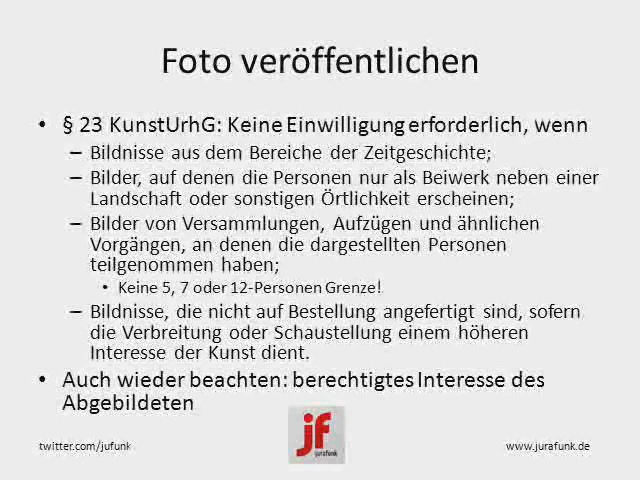 Foto veröffentlichen
• § 23 KunstUrhG: Keine Einwilligung erforderlich, wenn
– Bildnisse aus dem Bereiche der Zeitgeschichte;
– Bilder, auf denen die Personen nur als Beiwerk neben einer
Landschaft oder sonstigen Örtlichkeit erscheinen;
– Bilder von Versammlungen, Aufzügen und ähnlichen
Vorgängen, an denen die dargestellten Personen
teilgenommen haben;
• Keine 5, 7 oder 12-Personen Grenze!
– Bildnisse, die nicht auf Bestellung angefertigt sind, sofern
die Verbreitung oder Schaustellung einem höheren
Interesse der Kunst dient.
• Auch wieder beachten: berechtigtes Interesse des
Abgebildeten
twitter.com/jufunk
jf
jurafunk
www.jurafunk.de